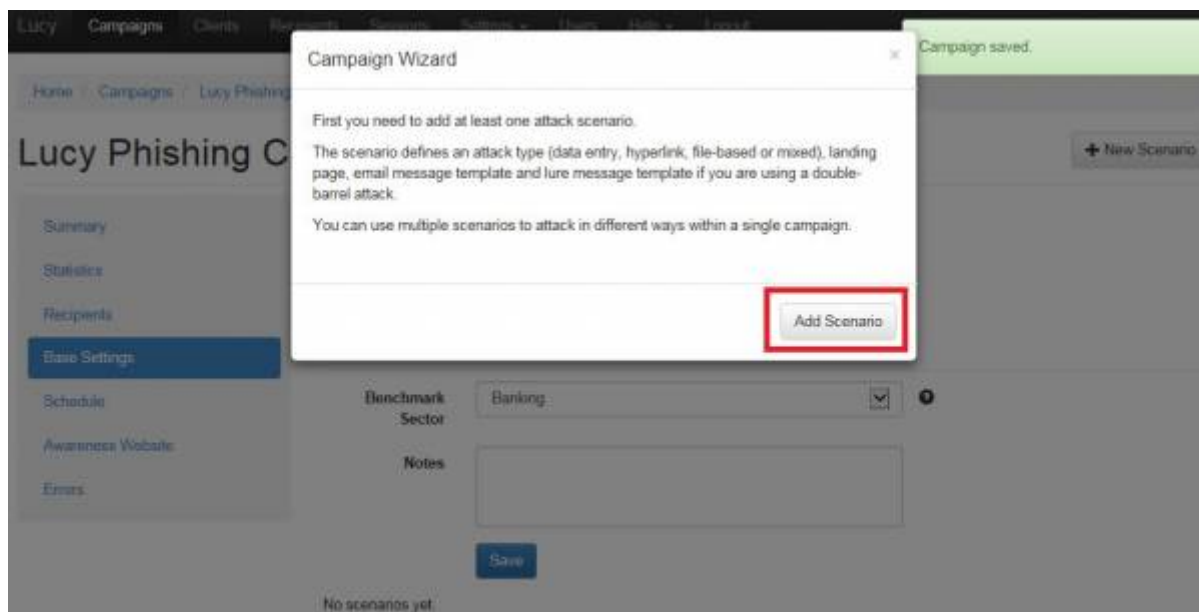 Lucy Campaigns Clients Recipients Sessions Settings Users Help Logout
Campaign saved.
Campaign Wizard
×
Home / Campaigns / Lucy Phishing
First you need to add at least one attack scenario.
The scenario defines an attack type (data entry, hyperlink, file-based or mixed), landing
page, email message template and lure message template if you are using a double-
barrel attack.
You can use multiple scenarios to attack in different ways within a single campaign.
Add Scenario
Lucy Phishing C
+ New Scenario
Summary
Statistics
Recipients
Base Settings
Schedule
Awareness Website
Errors
Benchmark
Sector
Banking
Notes
Save
No scenarios yet.